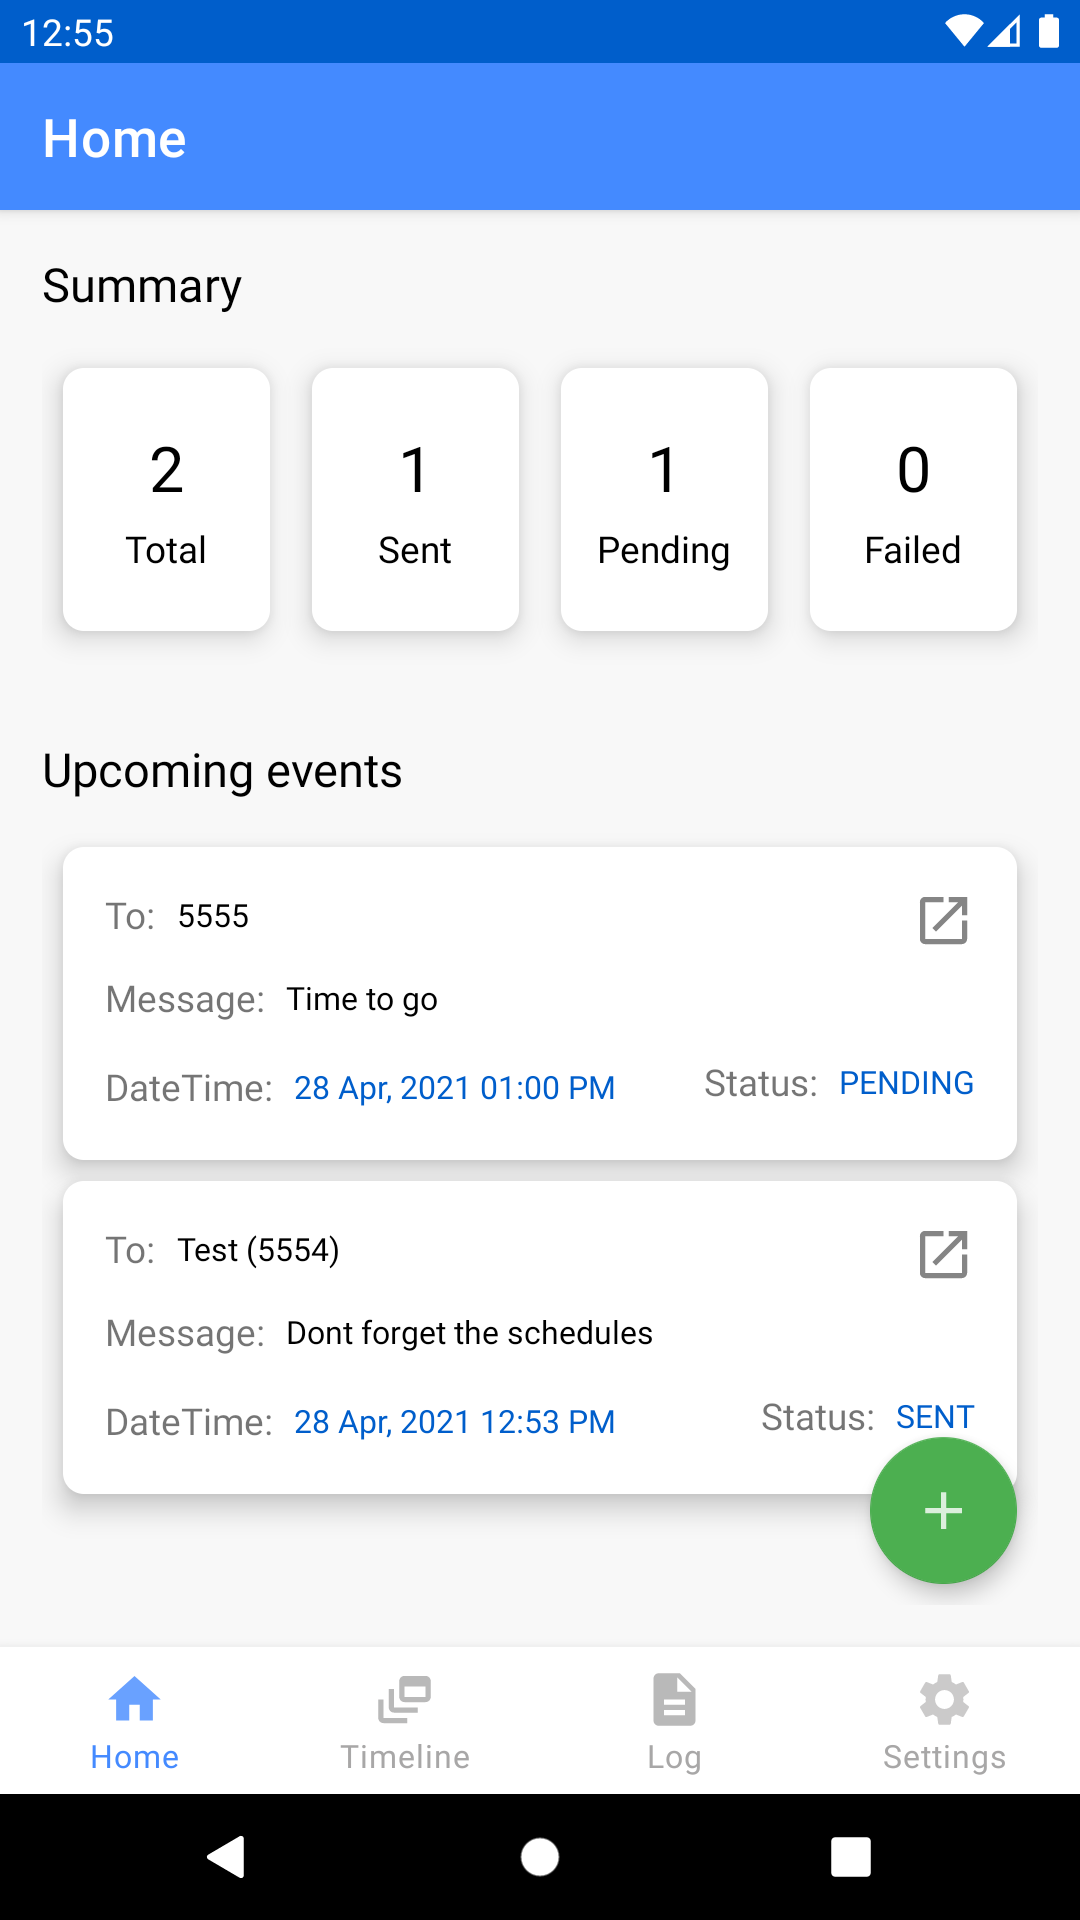 12:55
Home
Summary
2 1 1 0
Total Sent Pending Failed
Upcoming events
To: 5555
Message: Time to go
DateTime: 28 Apr, 2021 01:00 PM Status: PENDING
To: Test (5554)
Message: Dont forget the schedules
DateTime: 28 Apr, 2021 12:53 PM Status: SENT
Home Timeline Log Settings